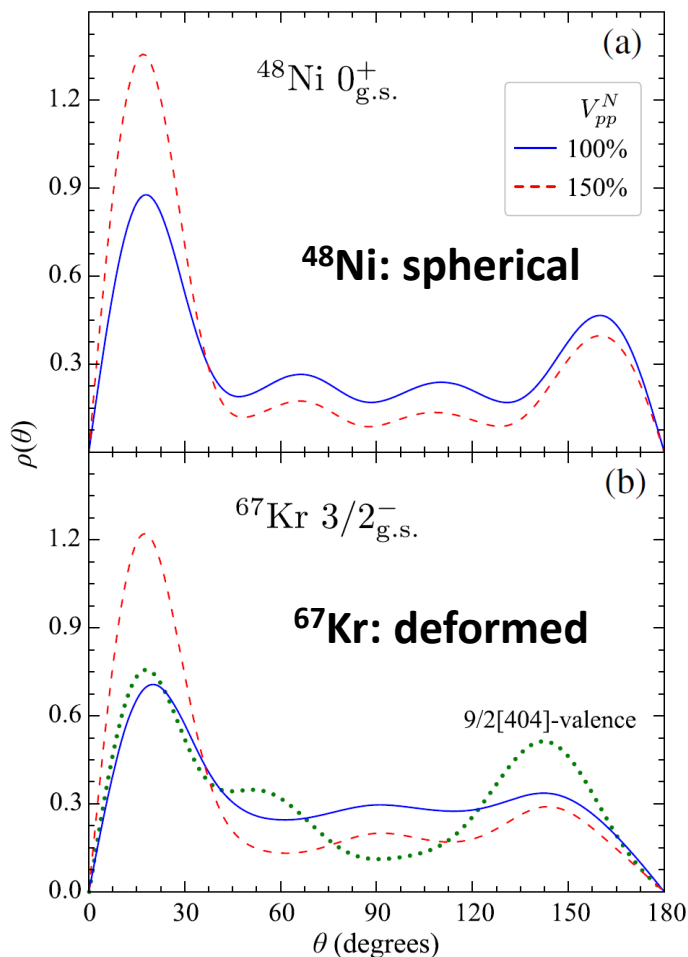 (a)
⁴⁸Ni 0⁺g.s.
V^N_pp
100%
150%
⁴⁸Ni: spherical
1.2
0.9
0.6
0.3
ρ(θ)
(b)
⁶⁷Kr 3/2⁻g.s.
⁶⁷Kr: deformed
9/2[404]-valence
1.2
0.9
0.6
0.3
0.0
0 30 60 90 120 150 180
θ (degrees)